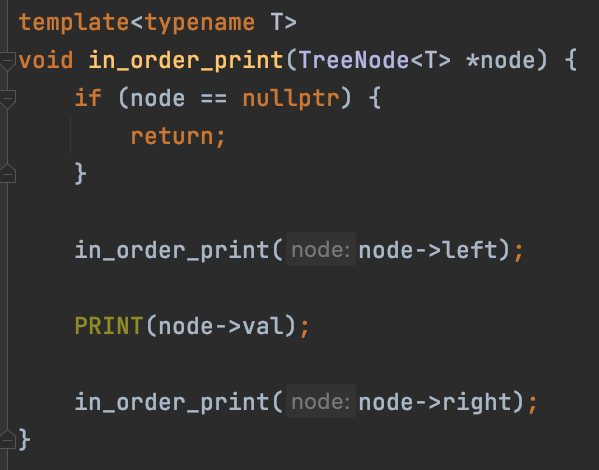 template<typename T>
void in_order_print(TreeNode<T> *node) {
    if (node == nullptr) {
        return;
    }
    in_order_print( node: node->left);
    PRINT(node->val);
    in_order_print( node: node->right);
}